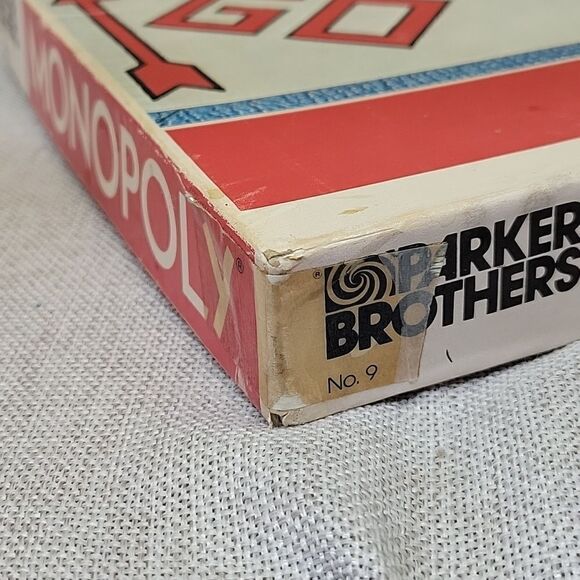 GO
MONOPOLY®
® PARKER
BROTHERS
No. 9